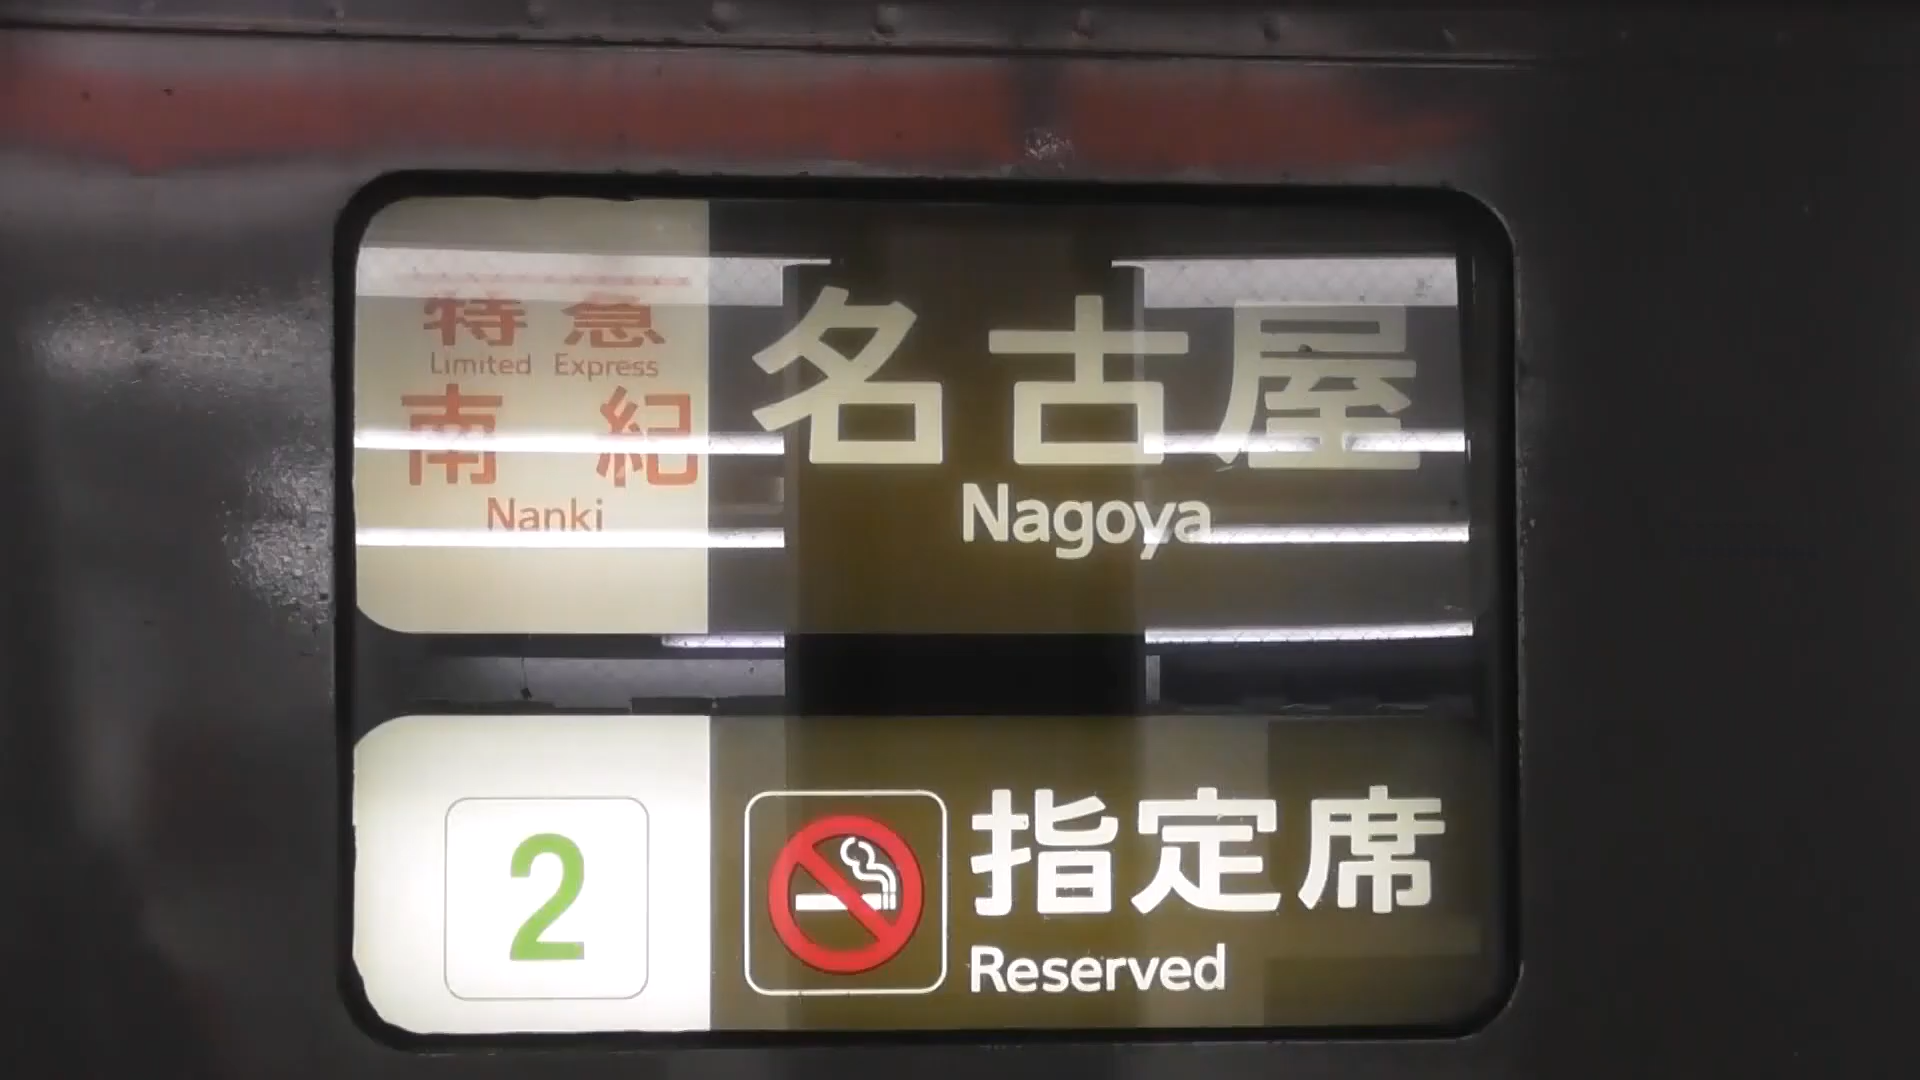 特急
Limited Express
南紀
Nanki
名古屋
Nagoya
2
指定席
Reserved